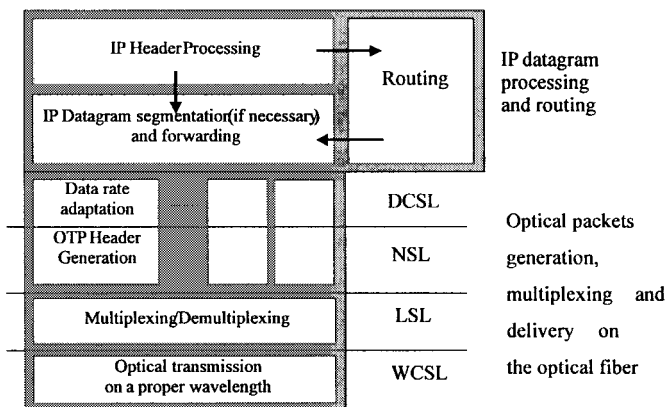 IP HeaderProcessing
Routing
IP Datagram segmentation(if necessary)
and forwarding
IP datagram
processing
and routing
Data rate
adaptation
OTP Header
Generation
DCSL
NSL
LSL
WCSL
Multiplexing/Demultiplexing
Optical transmission
on a proper wavelength
Optical packets
generation,
multiplexing and
delivery on
the optical fiber